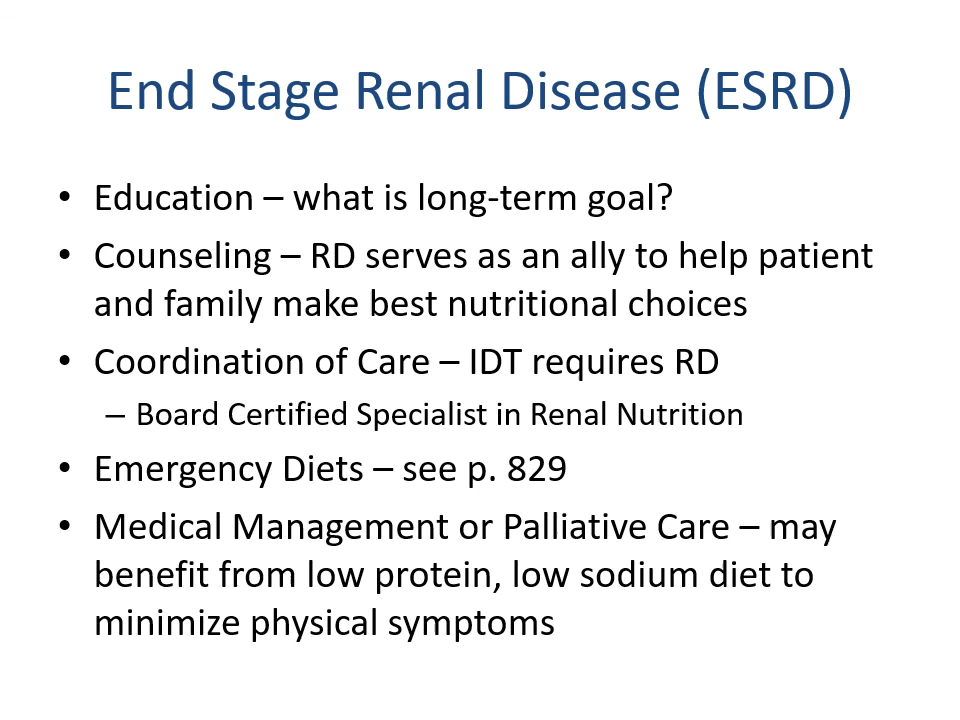 End Stage Renal Disease (ESRD)
• Education – what is long-term goal?
• Counseling – RD serves as an ally to help patient
and family make best nutritional choices
• Coordination of Care – IDT requires RD
– Board Certified Specialist in Renal Nutrition
• Emergency Diets – see p. 829
• Medical Management or Palliative Care – may
benefit from low protein, low sodium diet to
minimize physical symptoms